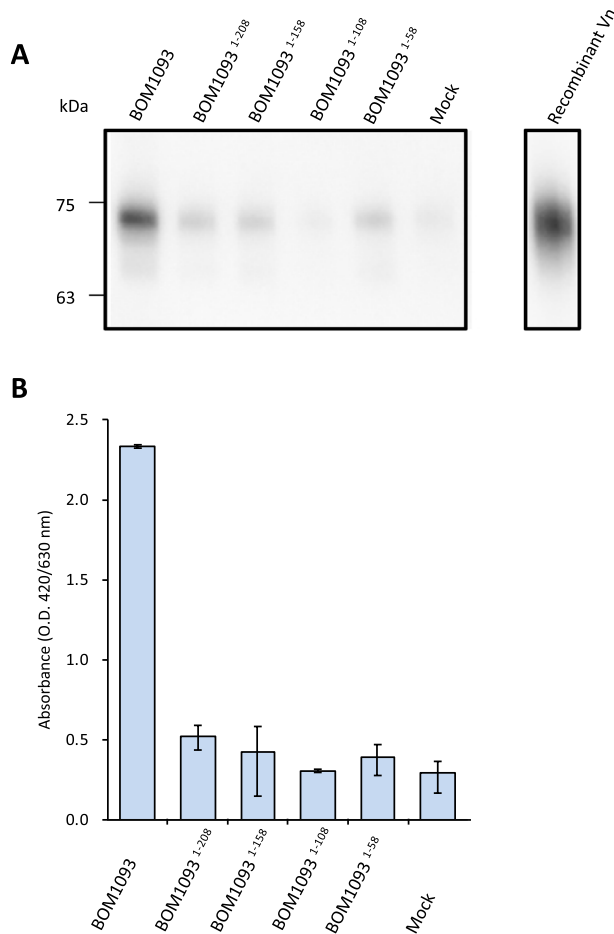 A
kDa
BOM1093
BOM1093 1-208
BOM1093 1-158
BOM1093 1-108
BOM1093 1-58
Mock
Recombinant Vn
75
63
B
Absorbance (O.D. 420/630 nm)
2.5
2.0
1.5
1.0
0.5
0.0
BOM1093
BOM1093 1-208
BOM1093 1-158
BOM1093 1-108
BOM1093 1-58
Mock